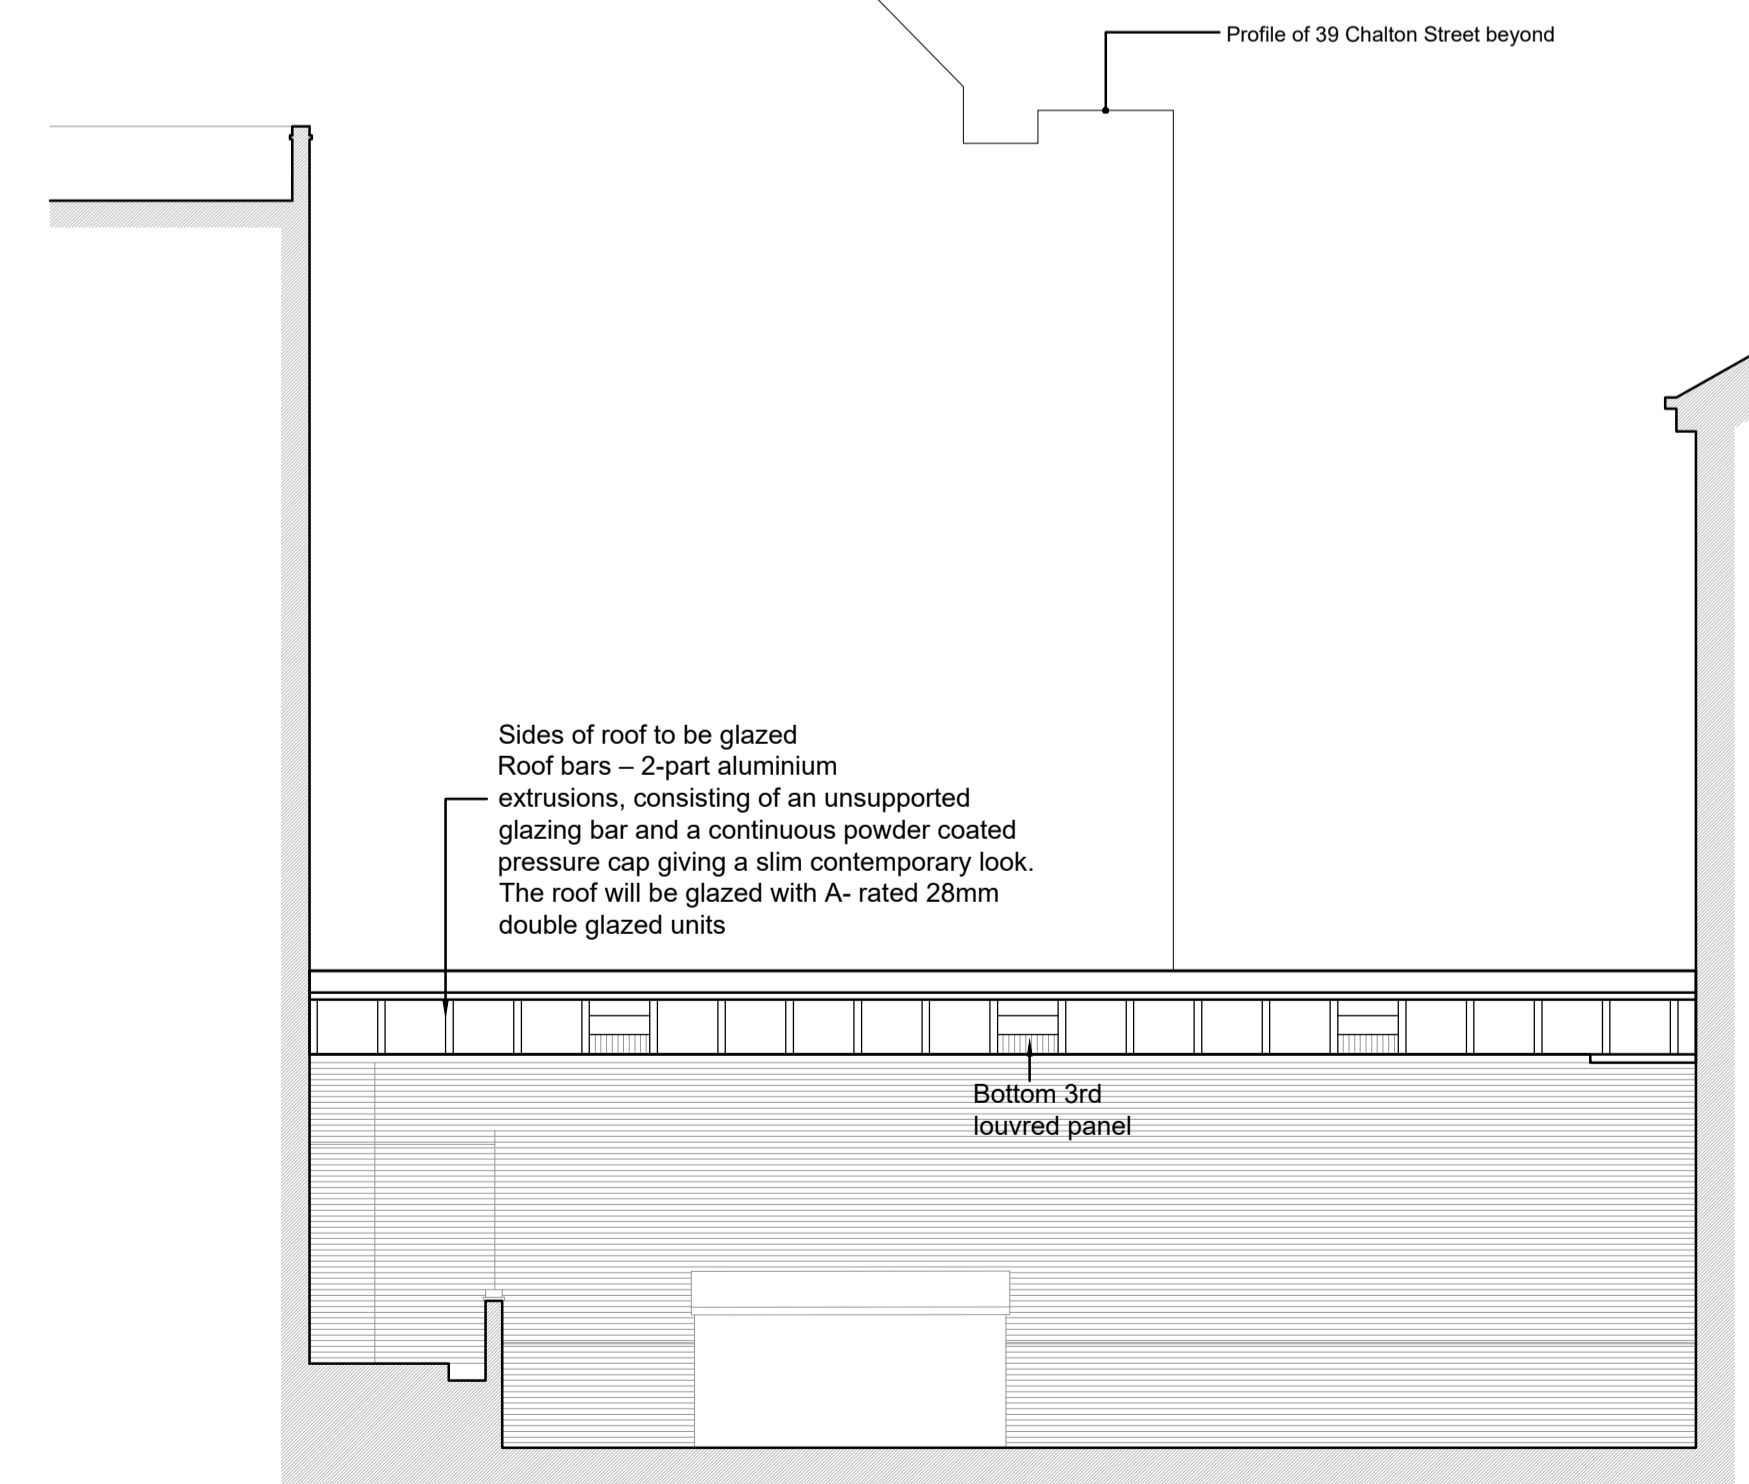 Profile of 39 Chalton Street beyond
Sides of roof to be glazed
Roof bars – 2-part aluminium
extrusions, consisting of an unsupported
glazing bar and a continuous powder coated
pressure cap giving a slim contemporary look.
The roof will be glazed with A- rated 28mm
double glazed units
Bottom 3rd
louvred panel